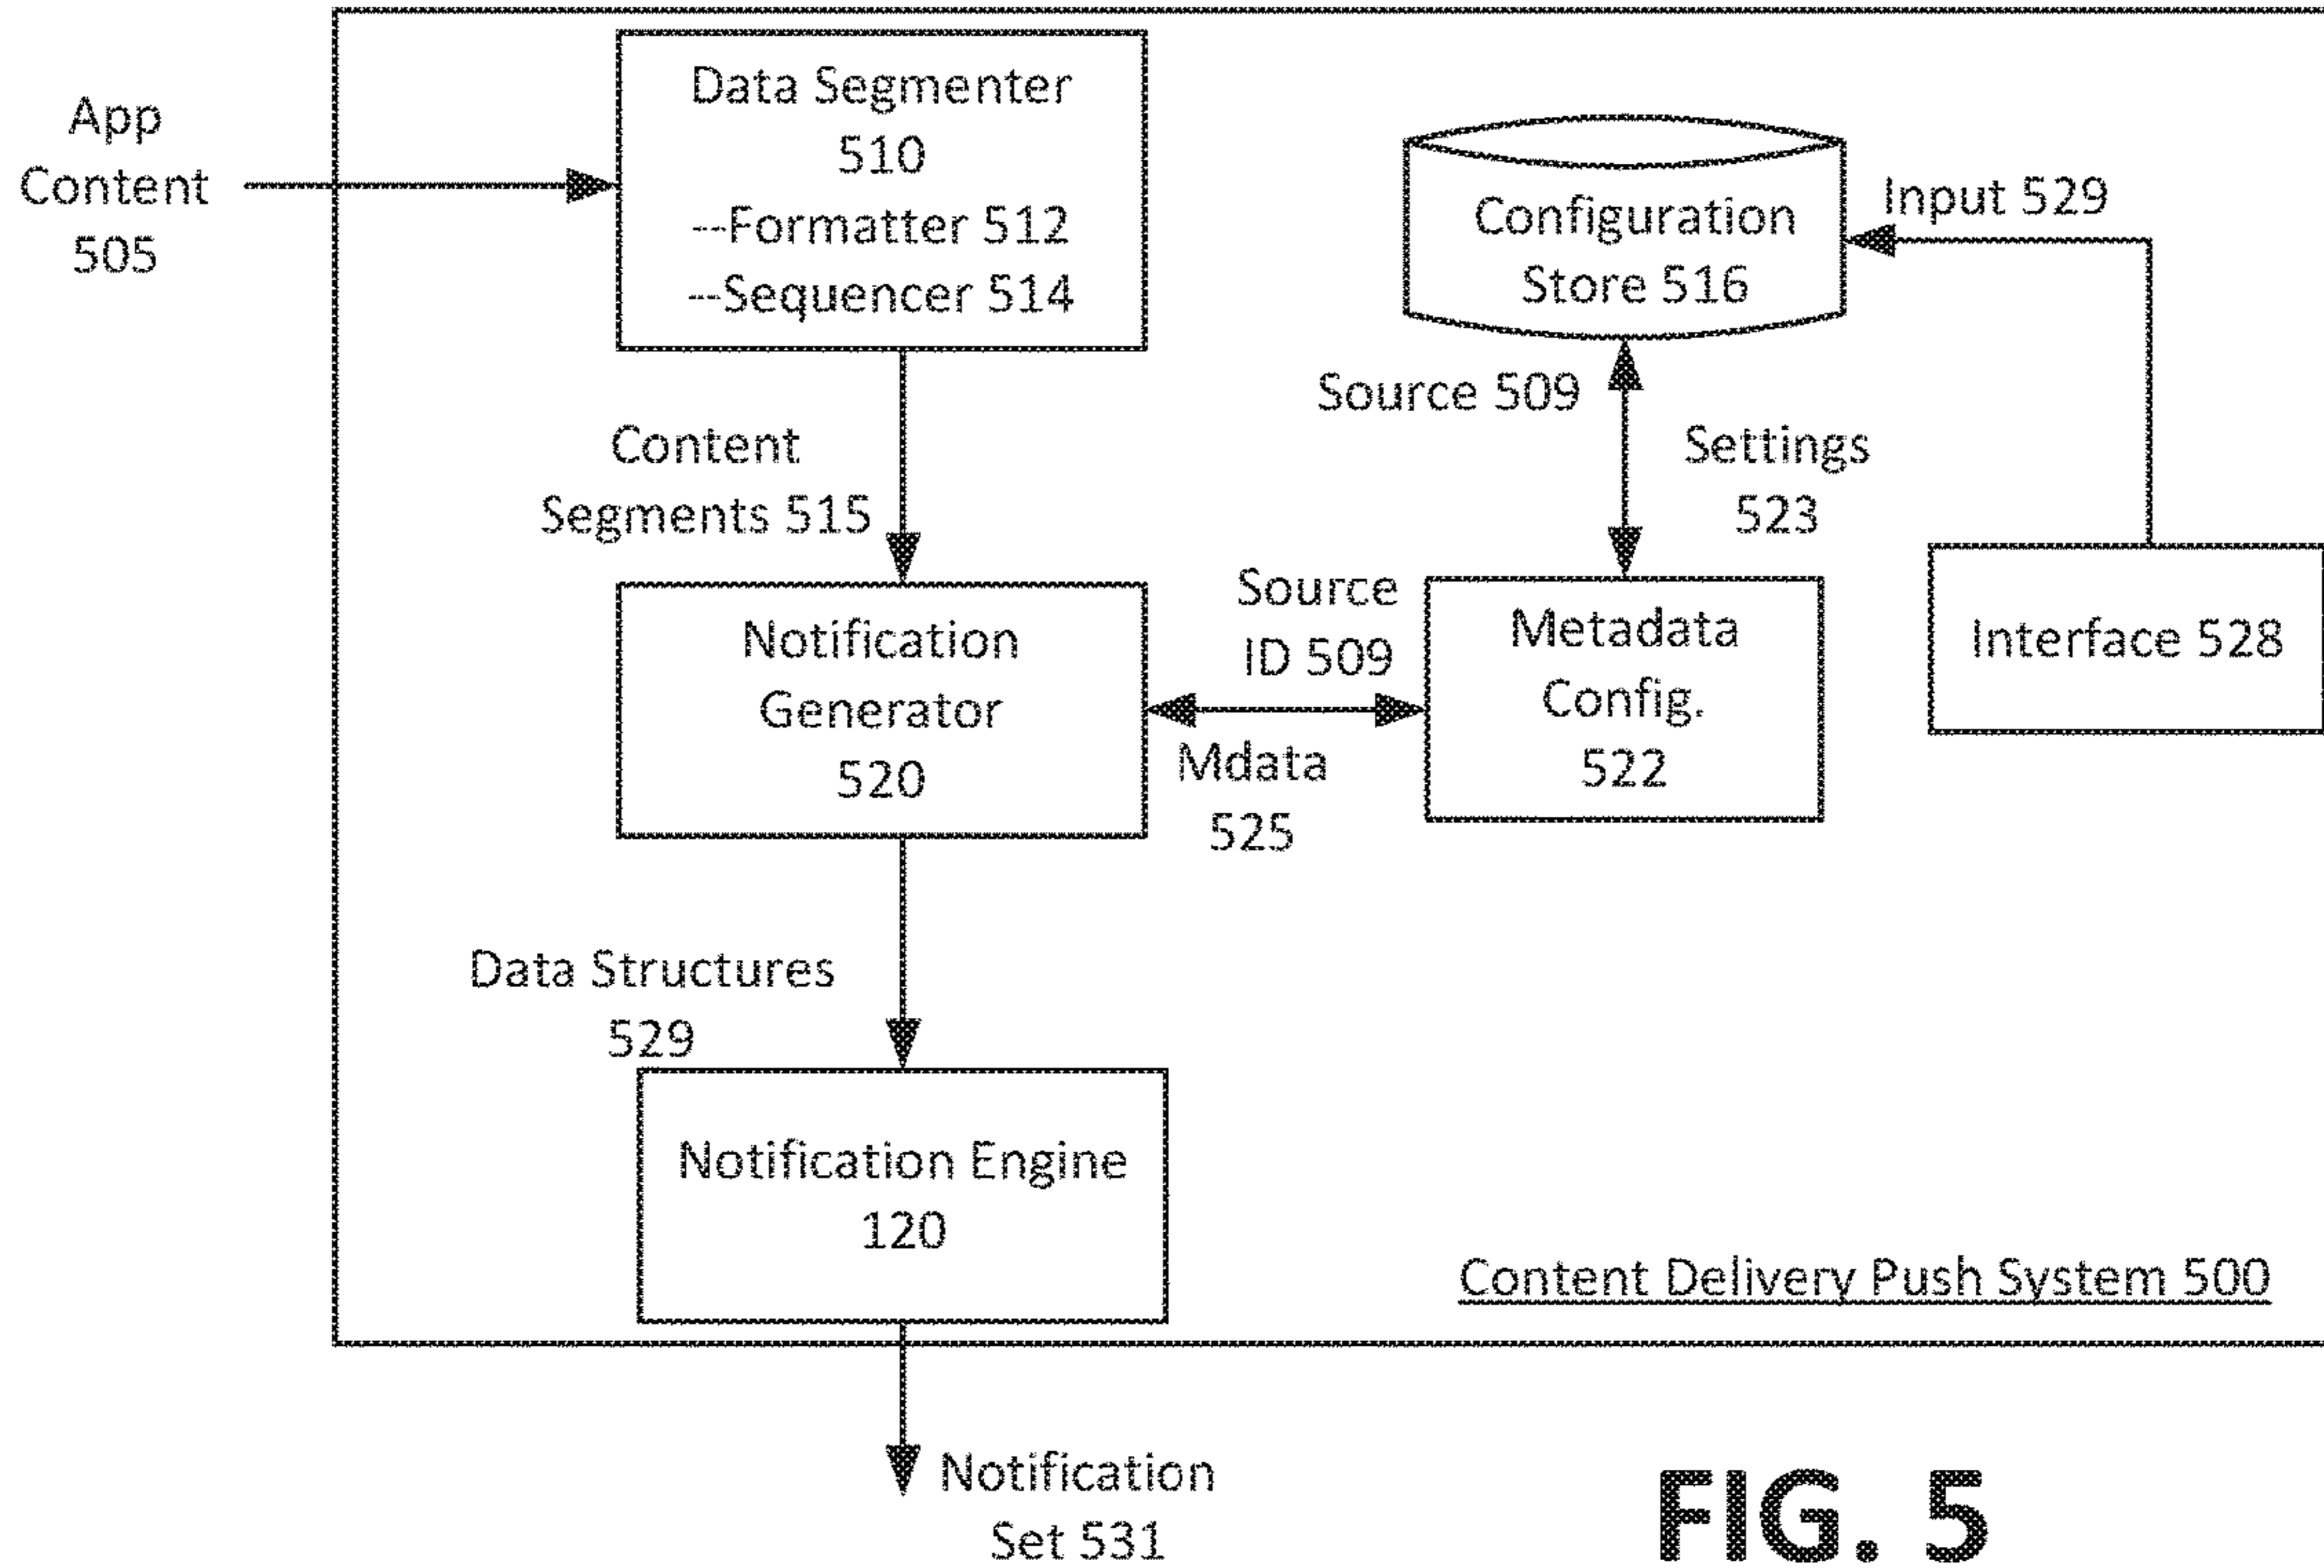 App
Content
505
Data Segmenter
510
---Formatter 512
---Sequencer 514
Configuration
Store 516
Input 529
Source 509
Settings
523
Content
Segments 515
Notification
Generator
520
Source
ID 509
Mdata
525
Metadata
Config.
522
Interface 528
Data Structures
529
Notification Engine
120
Content Delivery Push System 500
Notification
Set 531
FIG. 5